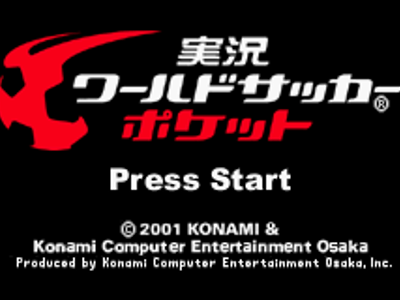 実況
ワールドサッカー®
ポケット
Press Start
© 2001 KONAMI &
Konami Computer Entertainment Osaka
Produced by Konami Computer Entertainment Osaka, Inc.